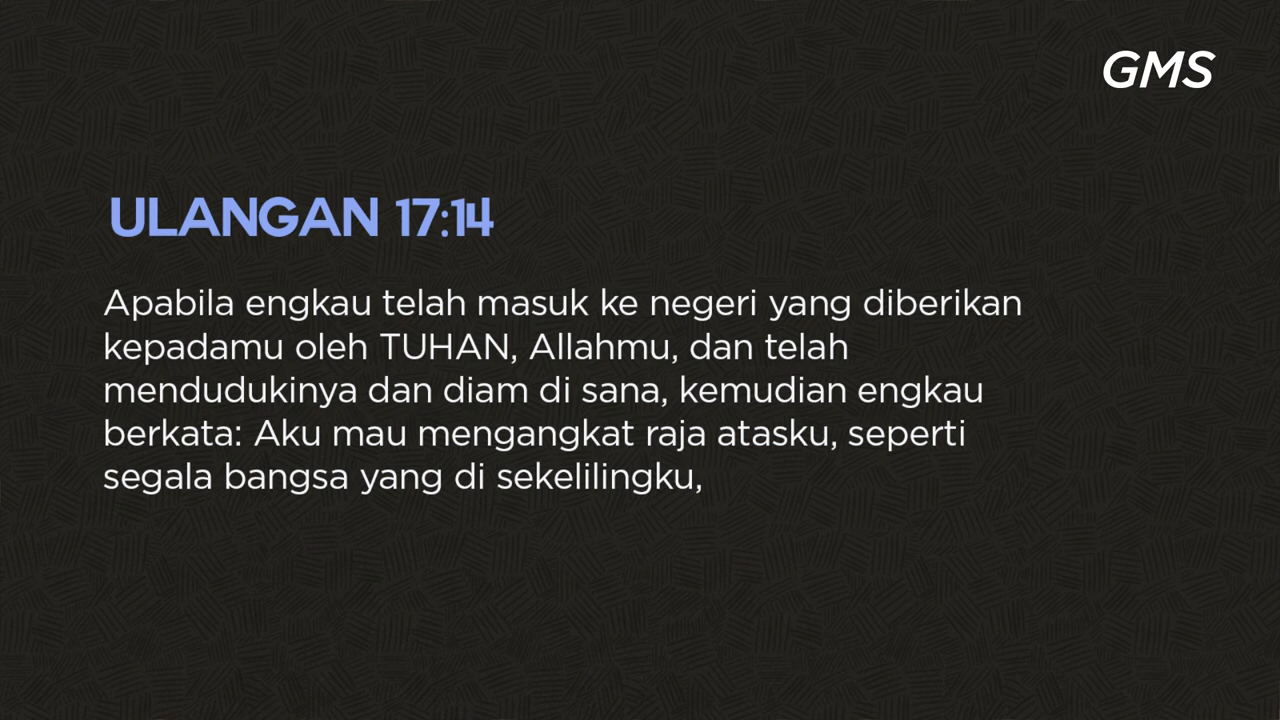 GMS
ULANGAN 17:14
Apabila engkau telah masuk ke negeri yang diberikan
kepadamu oleh TUHAN, Allahmu, dan telah
mendudukinya dan diam di sana, kemudian engkau
berkata: Aku mau mengangkat raja atasku, seperti
segala bangsa yang di sekelilingku,